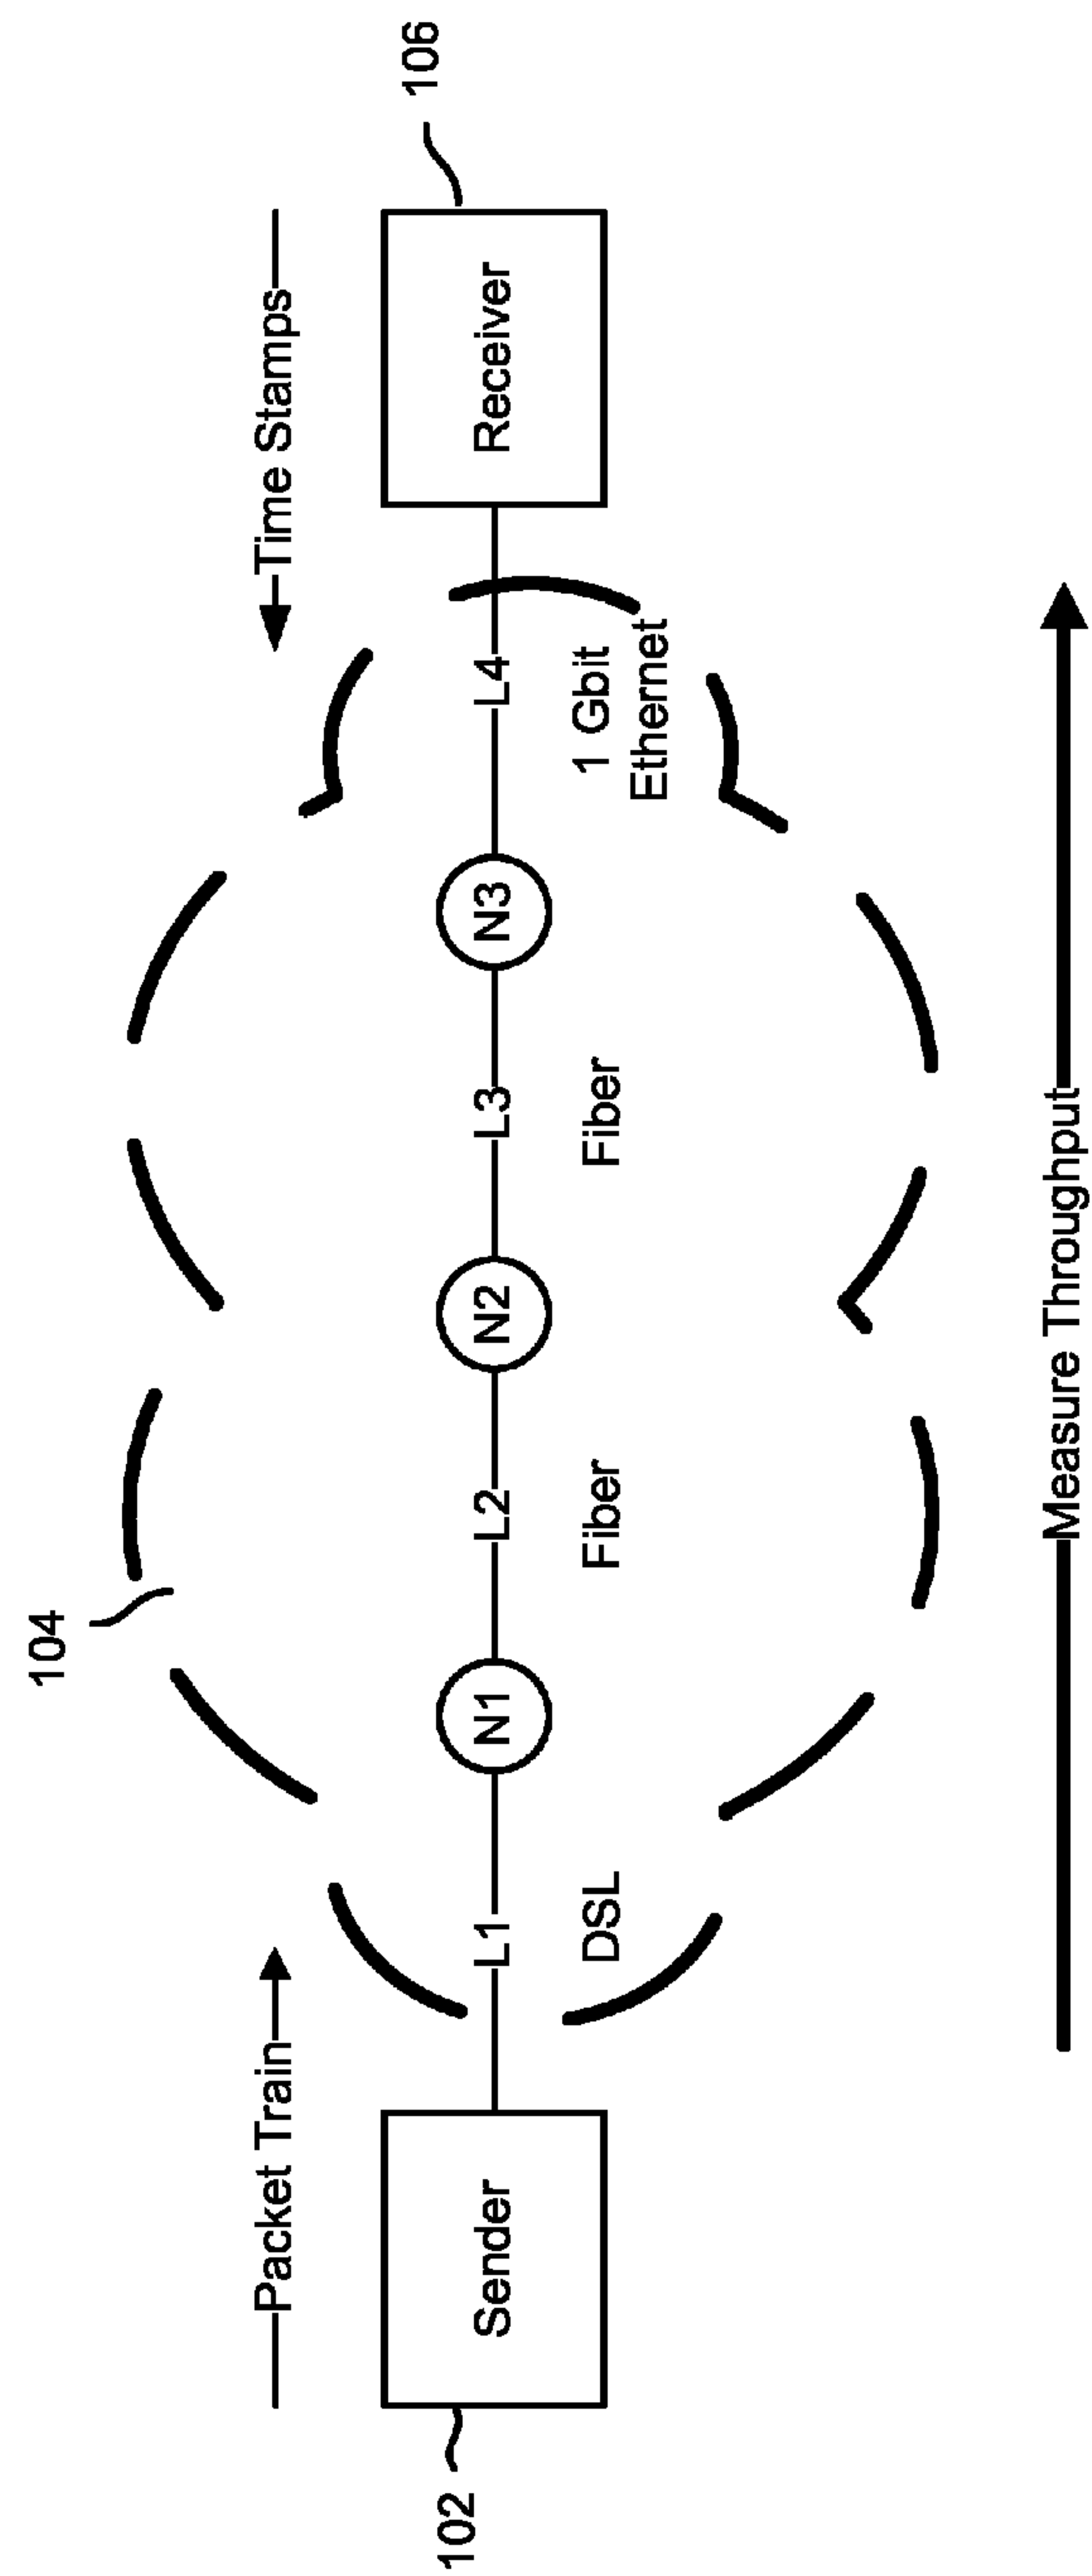 104
106
Packet Train
Time Stamps
102
Sender
L1
N1
L2
N2
L3
N3
L4
Receiver
DSL
Fiber
Fiber
1 Gbit
Ethernet
Measure Throughput